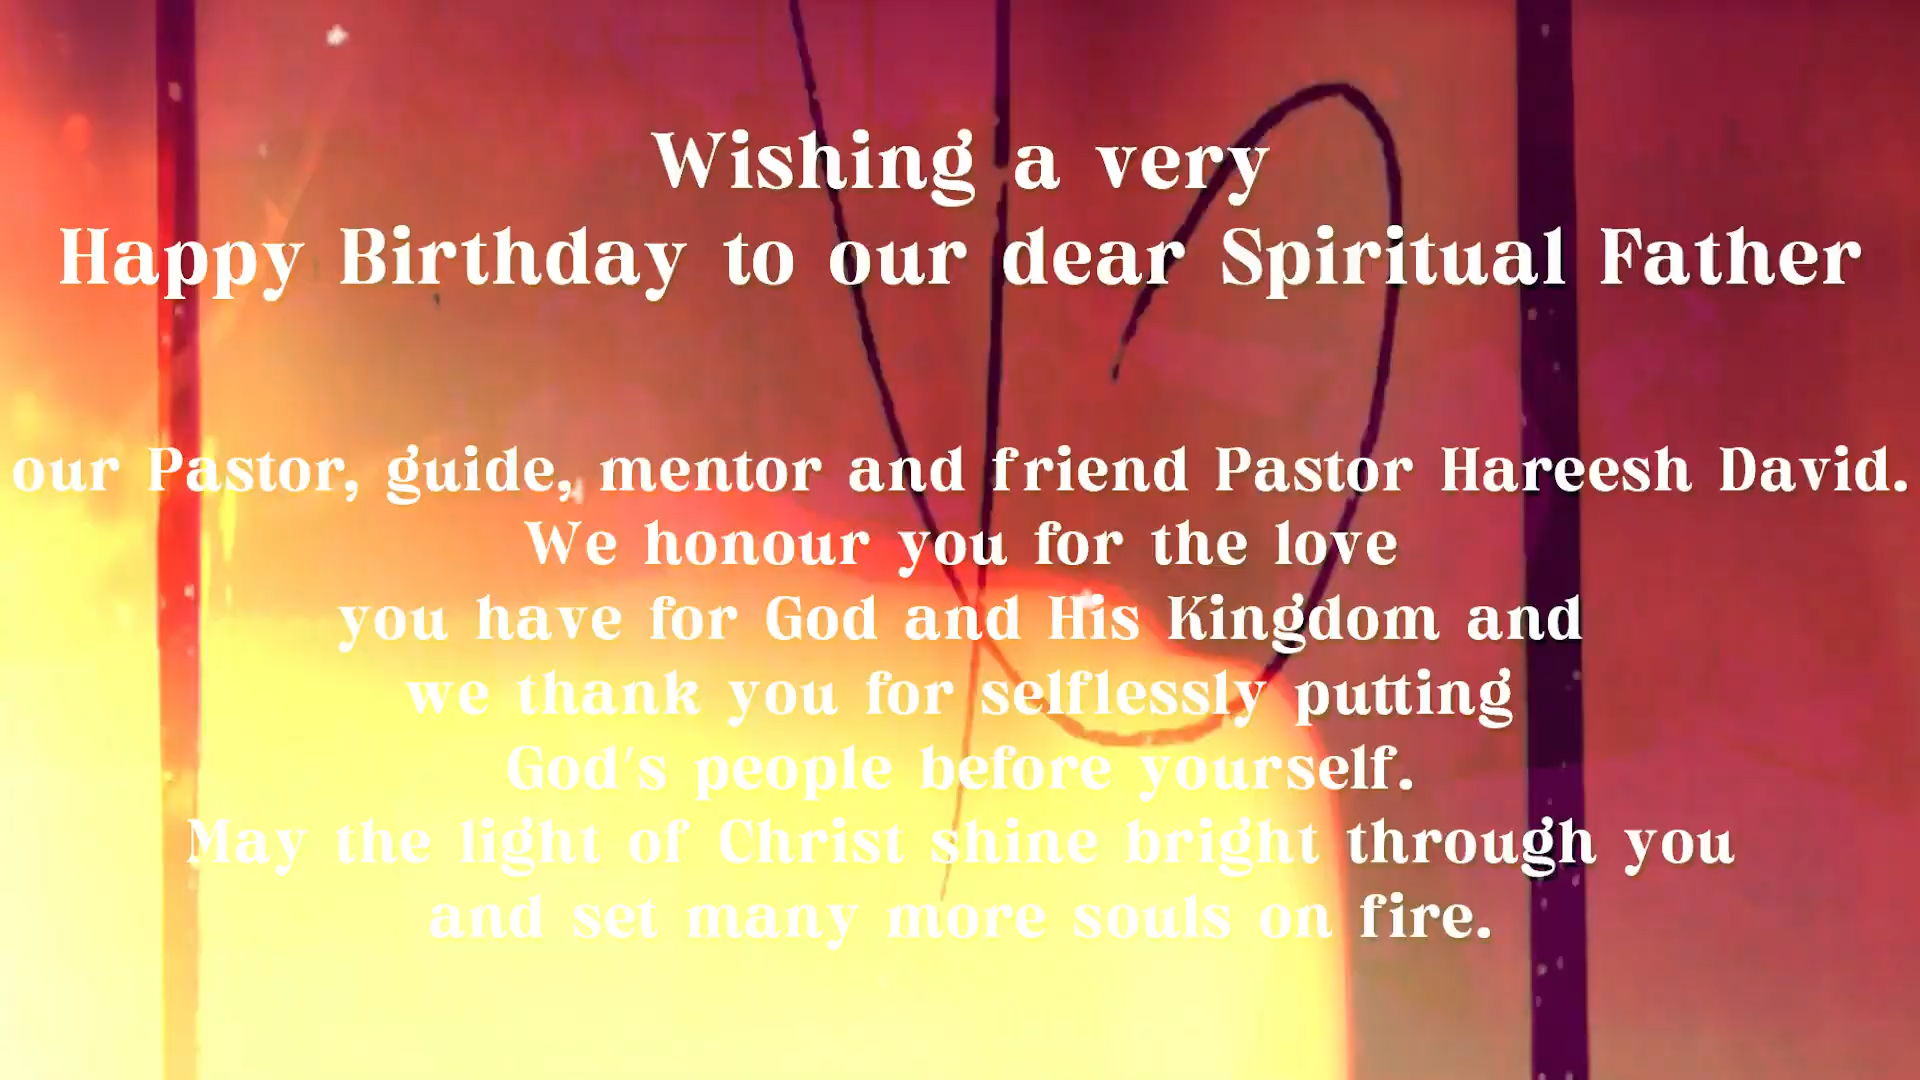 Wishing a very
Happy Birthday to our dear Spiritual Father
our Pastor, guide, mentor and friend Pastor Hareesh David.
We honour you for the love
you have for God and His Kingdom and
we thank you for selflessly putting
God's people before yourself.
May the light of Christ shine bright through you
and set many more souls on fire.